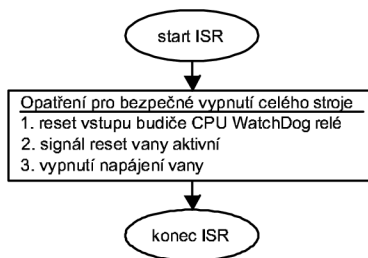 start ISR
Opatření pro bezpečné vypnutí celého stroje
1. reset vstupu budiče CPU WatchDog relé
2. signál reset vany aktivní
3. vypnutí napájení vany
konec ISR